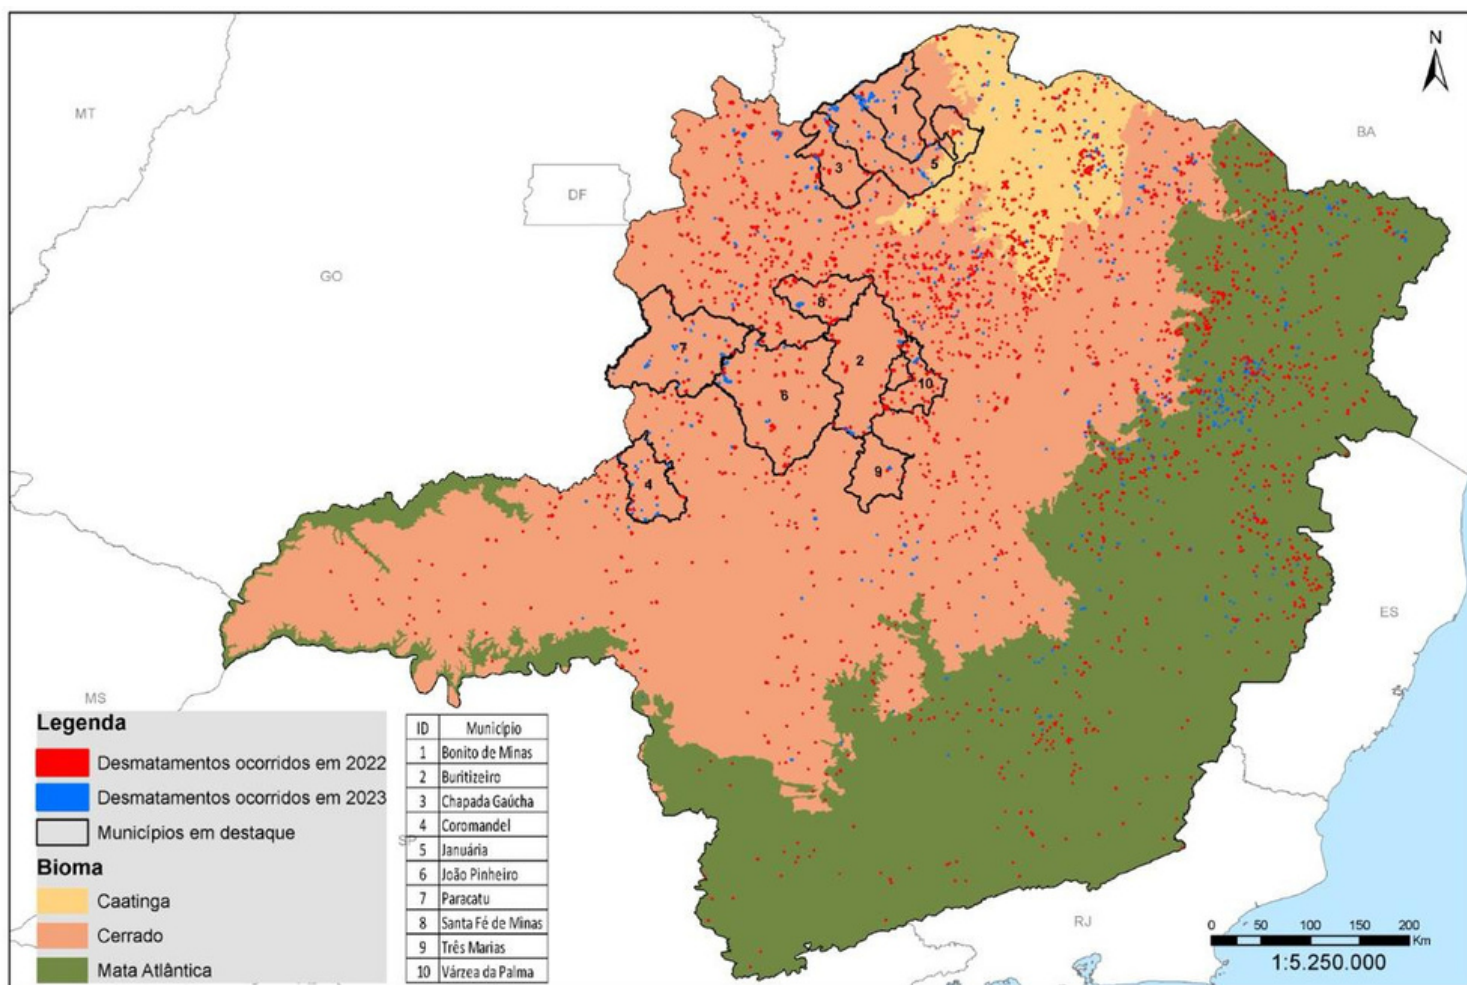 N
MT
BA
1
3
5
DF
GO
8
7
2
10
6
9
4
ES
MS
Legenda
Desmatamentos ocorridos em 2022
Desmatamentos ocorridos em 2023
Municípios em destaque
SP
Bioma
Caatinga
Cerrado
Mata Atlântica
ID Município
1 Bonito de Minas
2 Buritizeiro
3 Chapada Gaúcha
4 Coromandel
5 Januária
6 João Pinheiro
7 Paracatu
8 Santa Fé de Minas
9 Três Marias
10 Várzea da Palma
RJ
0 50 100 150 200
Km
1:5.250.000